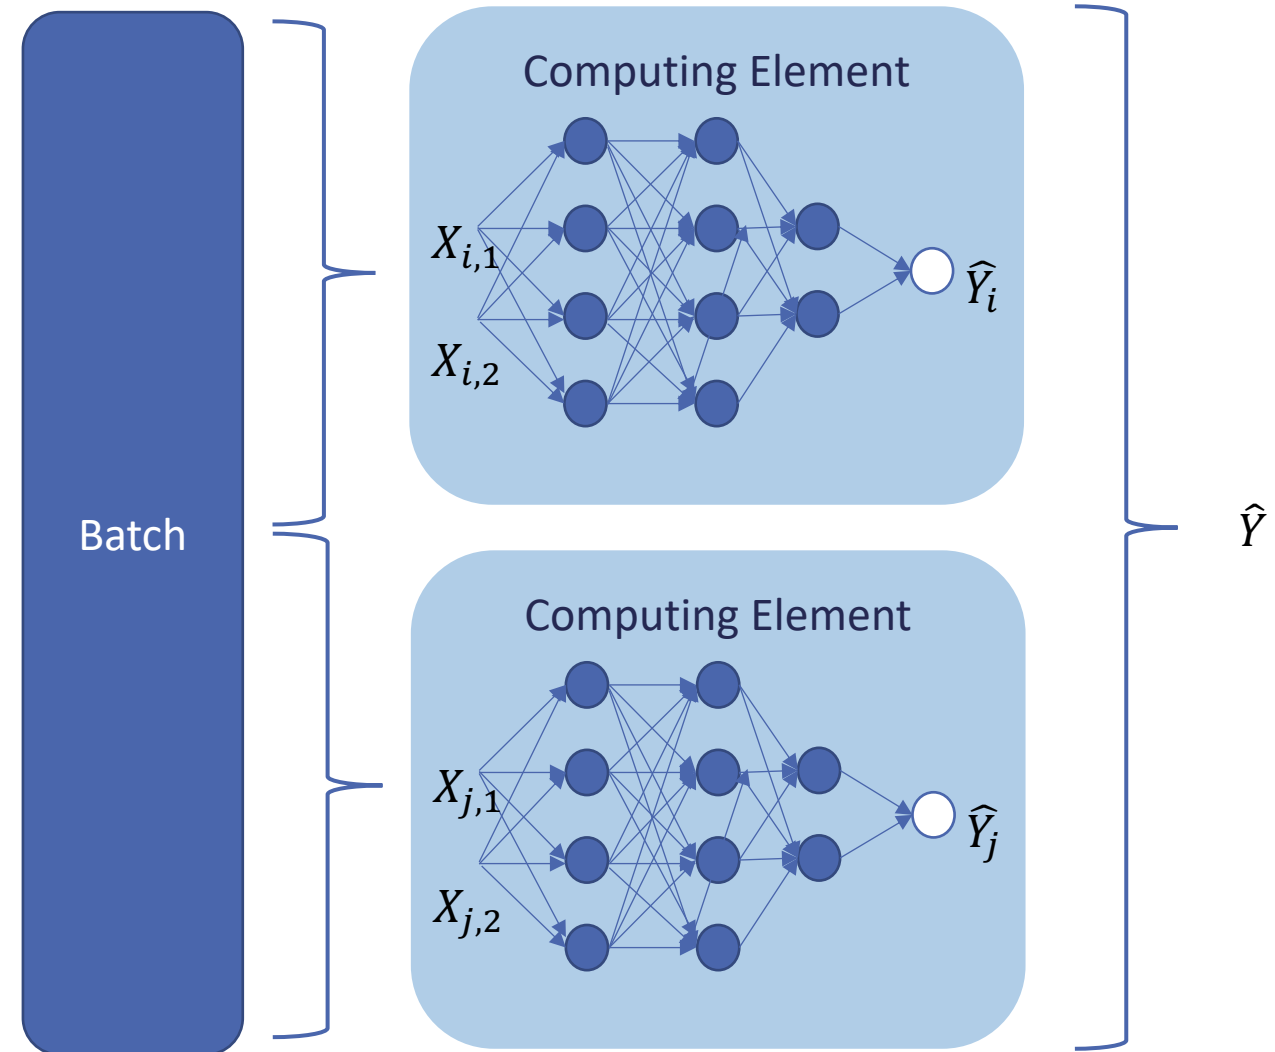 Batch
Computing Element
X_{i,1}
X_{i,2}
Ŷ_i
Computing Element
X_{j,1}
X_{j,2}
Ŷ_j
Ŷ